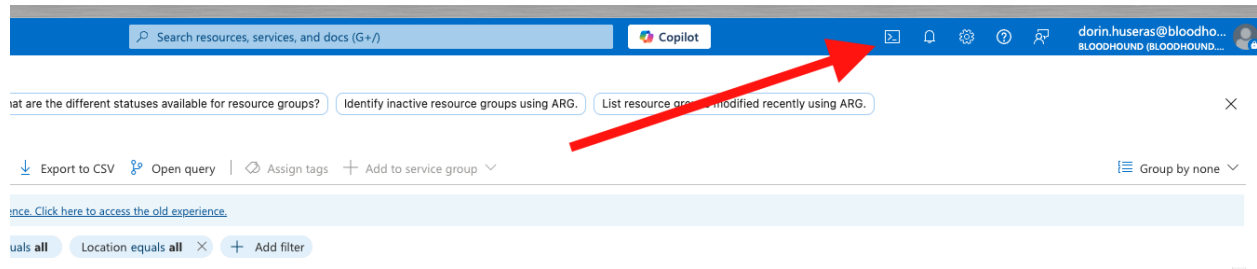 Search resources, services, and docs (G+/)
Copilot
dorin.huseras@bloodho...
BLOODHOUND (BLOODHOUND....
at are the different statuses available for resource groups?
Identify inactive resource groups using ARG.
List resource groups modified recently using ARG.
Export to CSV
Open query
Assign tags
Add to service group
Group by none
ence. Click here to access the old experience.
uals all
Location equals all
Add filter